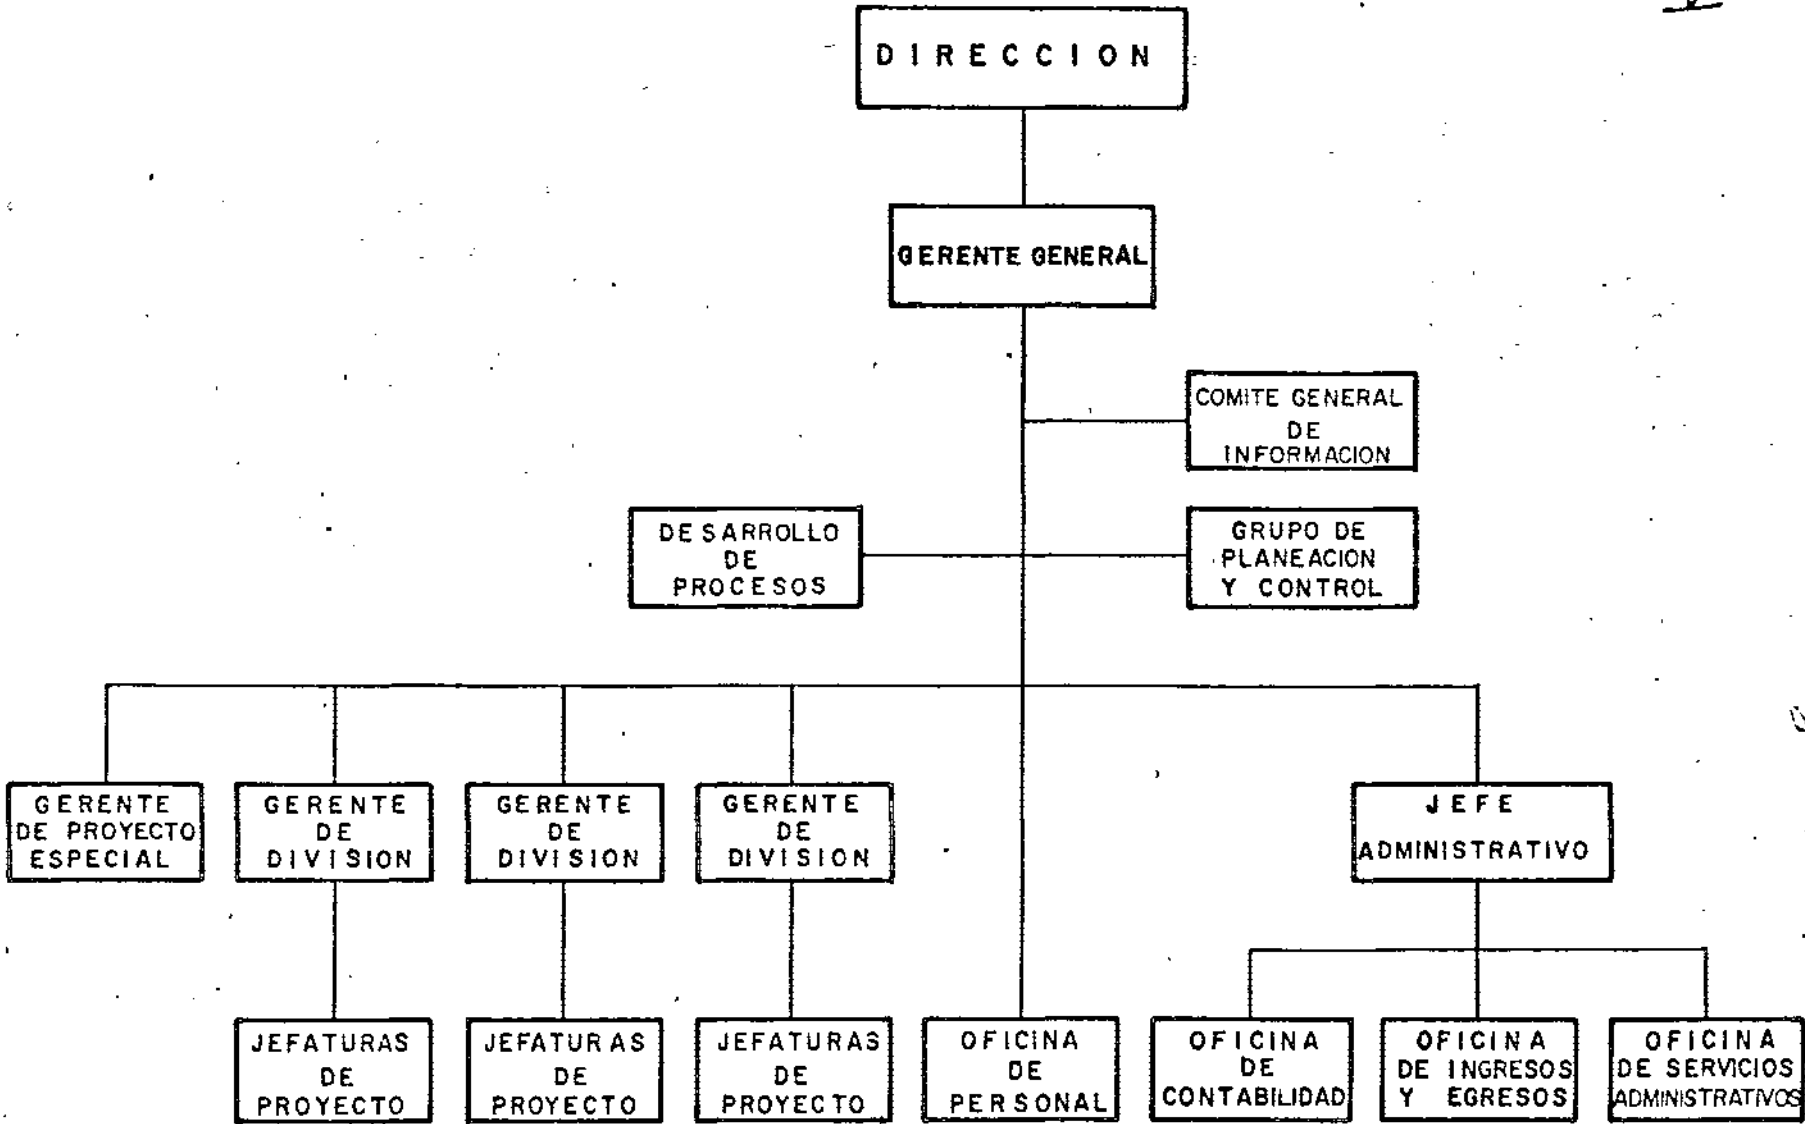 DIRECCION
GERENTE GENERAL
COMITE GENERAL
DE
INFORMACION
DESARROLLO
DE
PROCESOS
GRUPO DE
PLANEACION
Y CONTROL
GERENTE
DE PROYECTO
ESPECIAL
GERENTE
DE
DIVISION
GERENTE
DE
DIVISION
GERENTE
DE
DIVISION
JEFE
ADMINISTRATIVO
JEFATURAS
DE
PROYECTO
JEFATURAS
DE
PROYECTO
JEFATURAS
DE
PROYECTO
OFICINA
DE
PERSONAL
OFICINA
DE
CONTABILIDAD
OFICINA
DE INGRESOS
Y EGRESOS
OFICINA
DE SERVICIOS
ADMINISTRATIVOS